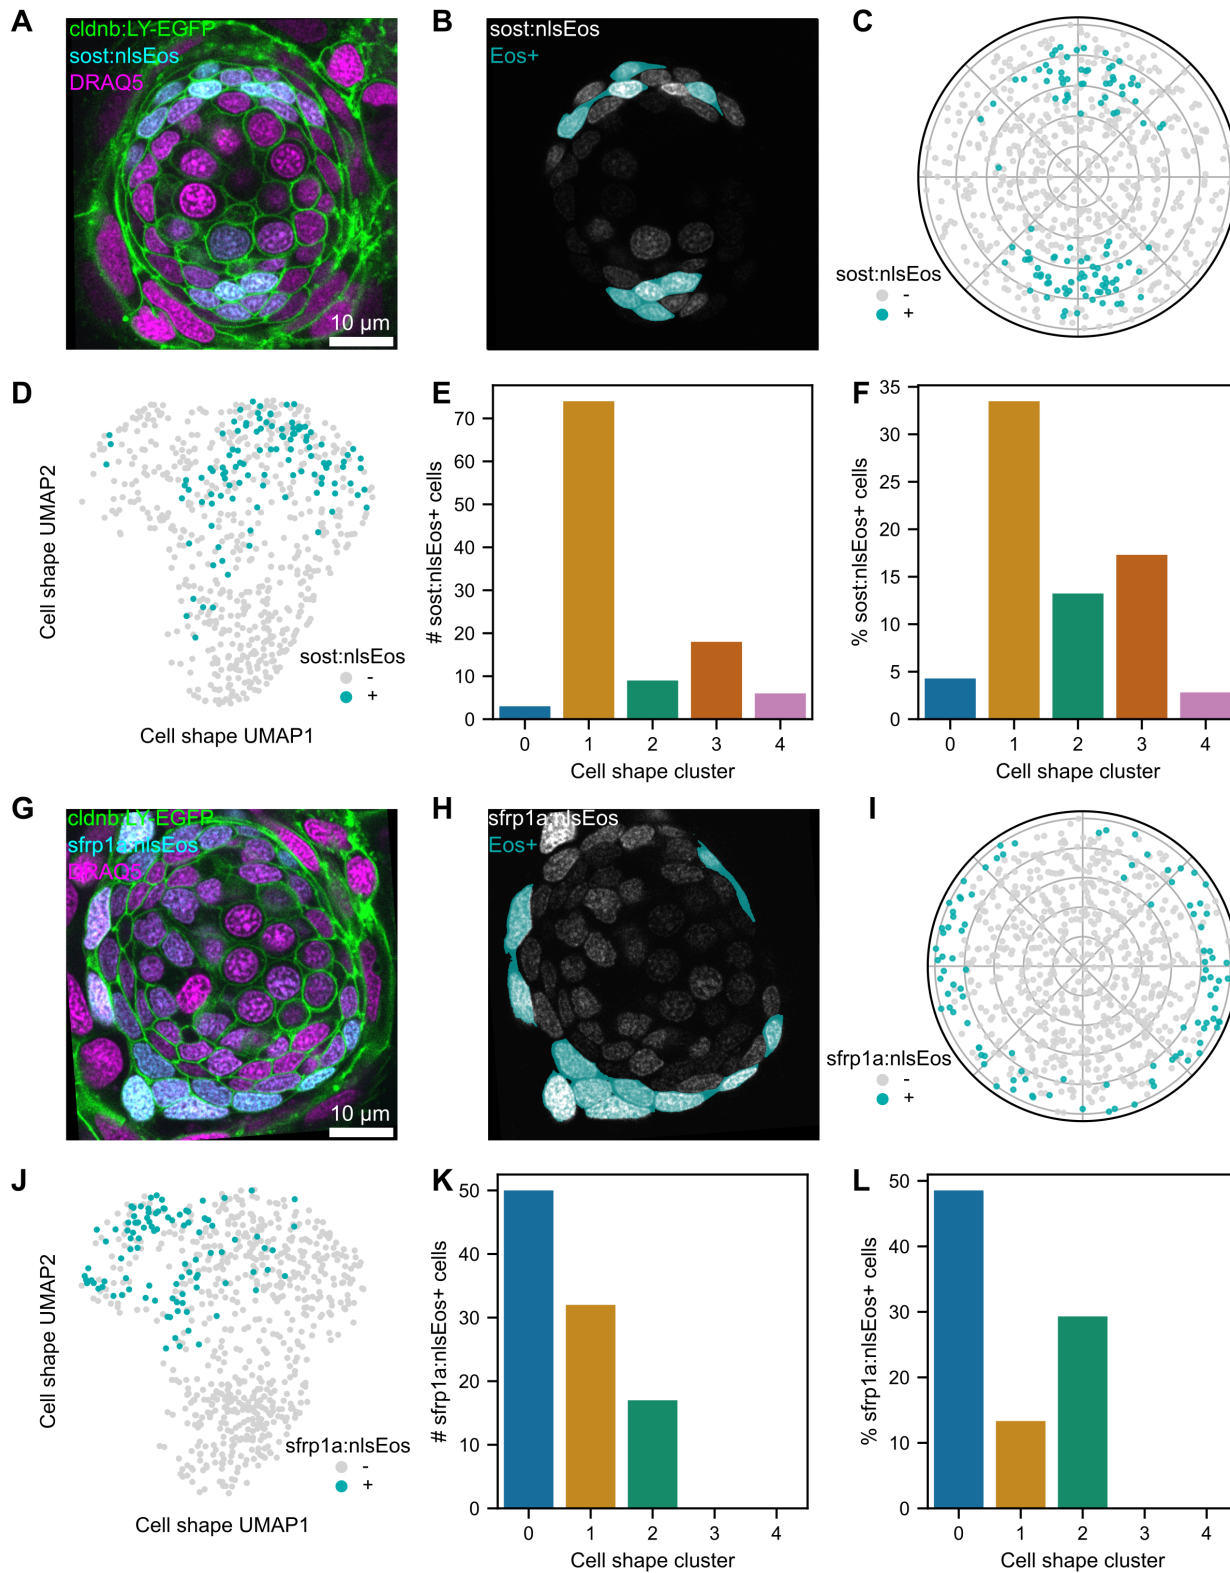 A
cldnb:LY-EGFP
sost:nlsEos
DRAQ5
10 µm
B
sost:nlsEos
Eos+
C
sost:nlsEos
-
+
D
Cell shape UMAP2
sost:nlsEos
-
+
Cell shape UMAP1
E
# sost:nlsEos+ cells
70
60
50
40
30
20
10
0
0 1 2 3 4
Cell shape cluster
F
% sost:nlsEos+ cells
35
30
25
20
15
10
5
0
0 1 2 3 4
Cell shape cluster
G
cldnb:LY-EGFP
sfrp1a:nlsEos
DRAQ5
10 µm
H
sfrp1a:nlsEos
Eos+
I
sfrp1a:nlsEos
-
+
J
Cell shape UMAP2
sfrp1a:nlsEos
-
+
Cell shape UMAP1
K
# sfrp1a:nlsEos+ cells
50
40
30
20
10
0
0 1 2 3 4
Cell shape cluster
L
% sfrp1a:nlsEos+ cells
50
40
30
20
10
0
0 1 2 3 4
Cell shape cluster